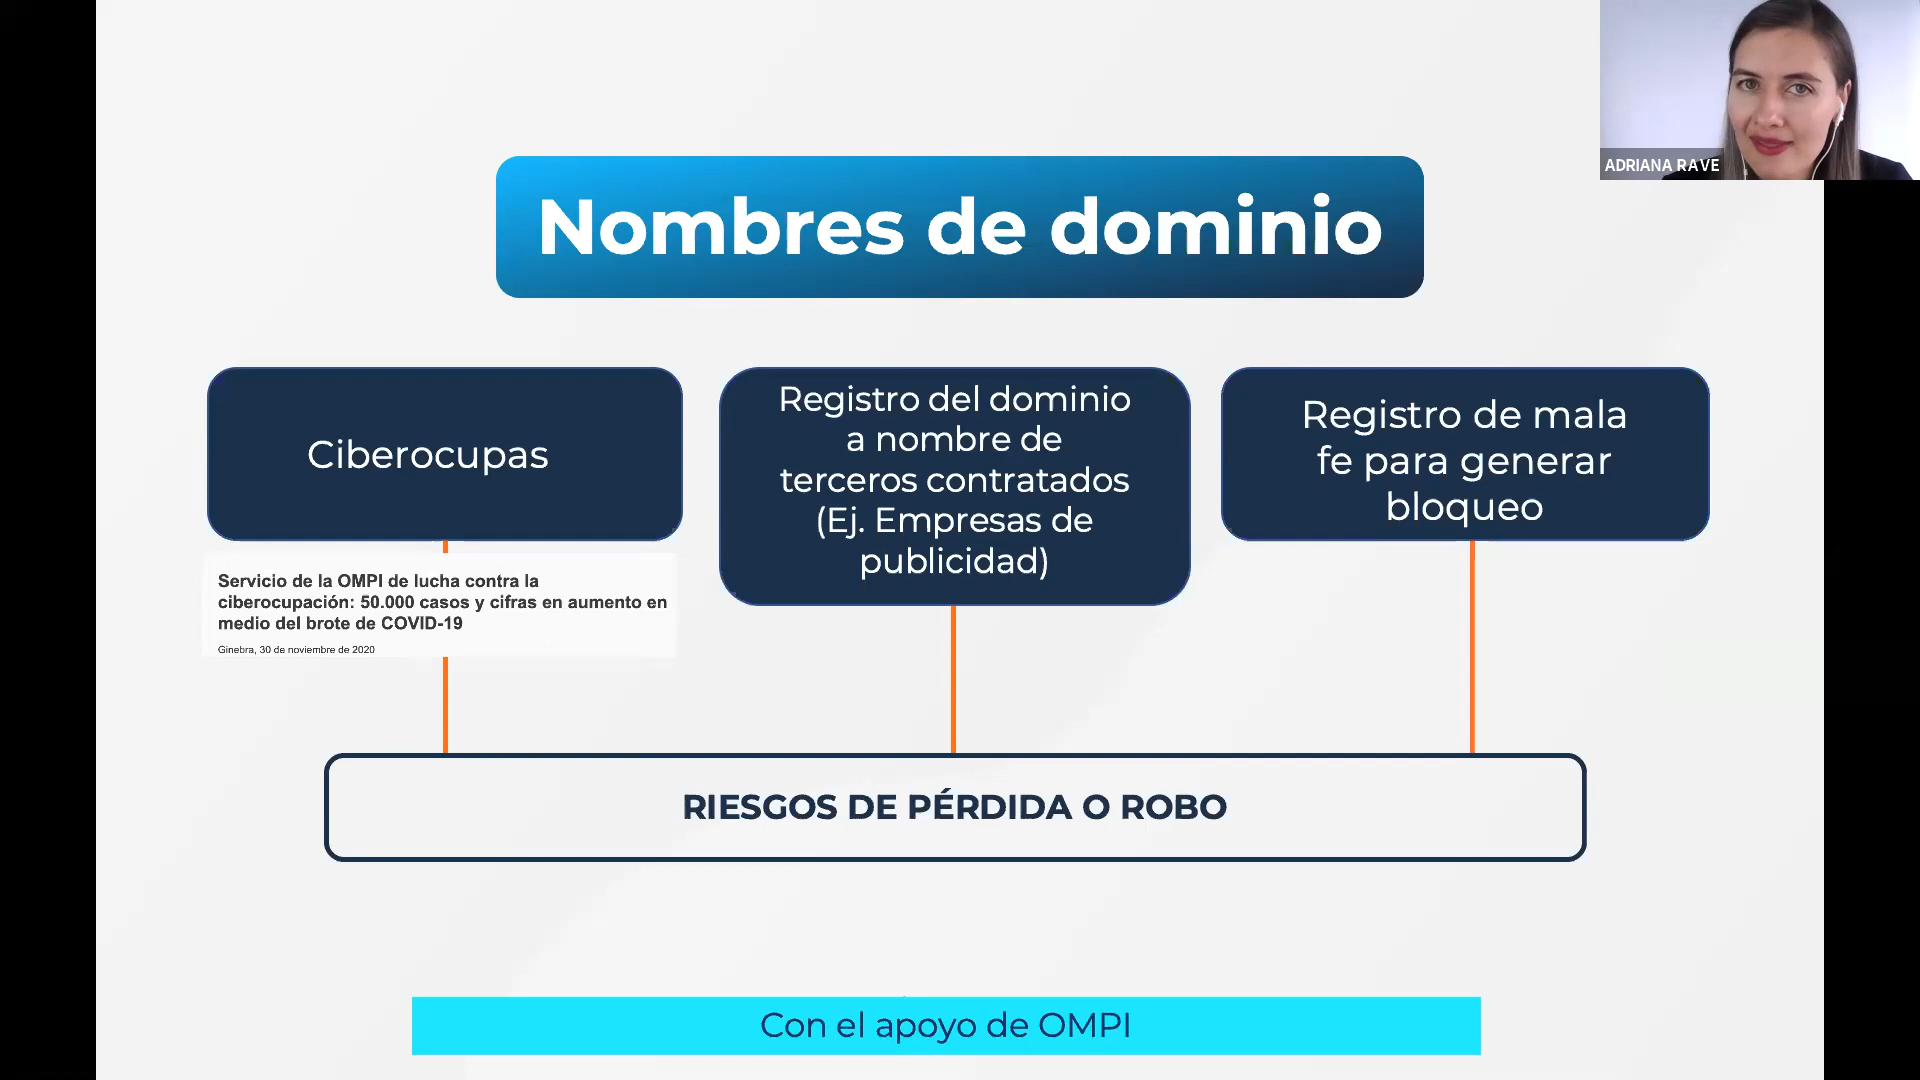 ADRIANA RAVE
Nombres de dominio
Ciberocupas
Registro del dominio
a nombre de
terceros contratados
(Ej. Empresas de
publicidad)
Registro de mala
fe para generar
bloqueo
Servicio de la OMPI de lucha contra la
ciberocupación: 50.000 casos y cifras en aumento en
medio del brote de COVID-19
Ginebra, 30 de noviembre de 2020
RIESGOS DE PÉRDIDA O ROBO
Con el apoyo de OMPI